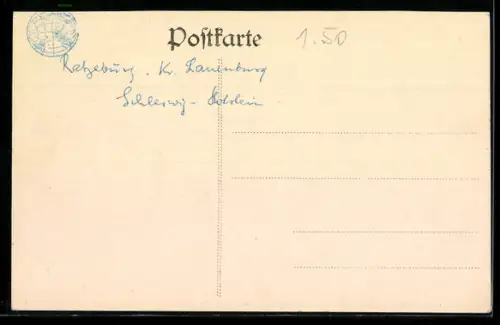 Postkarte
1.50
Ratzeburg. Kr. Lauenburg
Schleswig-Holstein